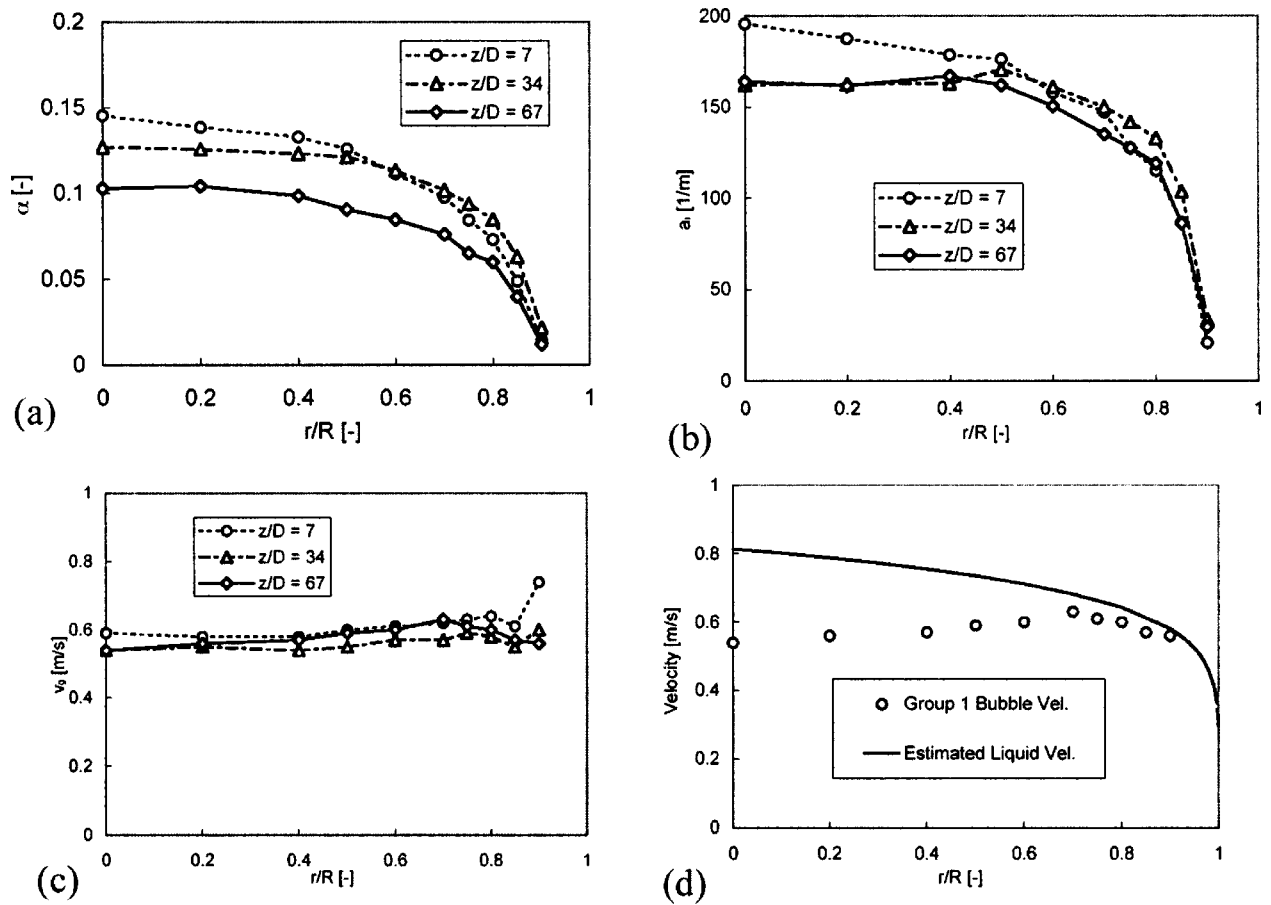 0.2
0.15
0.1
0.05
0
α [-]
z/D = 7
z/D = 34
z/D = 67
0 0.2 0.4 0.6 0.8 1
r/R [-]
(a)
200
150
100
50
0
aᵢ [1/m]
z/D = 7
z/D = 34
z/D = 67
0 0.2 0.4 0.6 0.8 1
r/R [-]
(b)
1
0.8
0.6
0.4
0.2
0
[m/s]
z/D = 7
z/D = 34
z/D = 67
0 0.2 0.4 0.6 0.8 1
r/R [-]
(c)
1
0.8
0.6
0.4
0.2
0
Velocity [m/s]
Group 1 Bubble Vel.
Estimated Liquid Vel.
0 0.2 0.4 0.6 0.8 1
r/R [-]
(d)